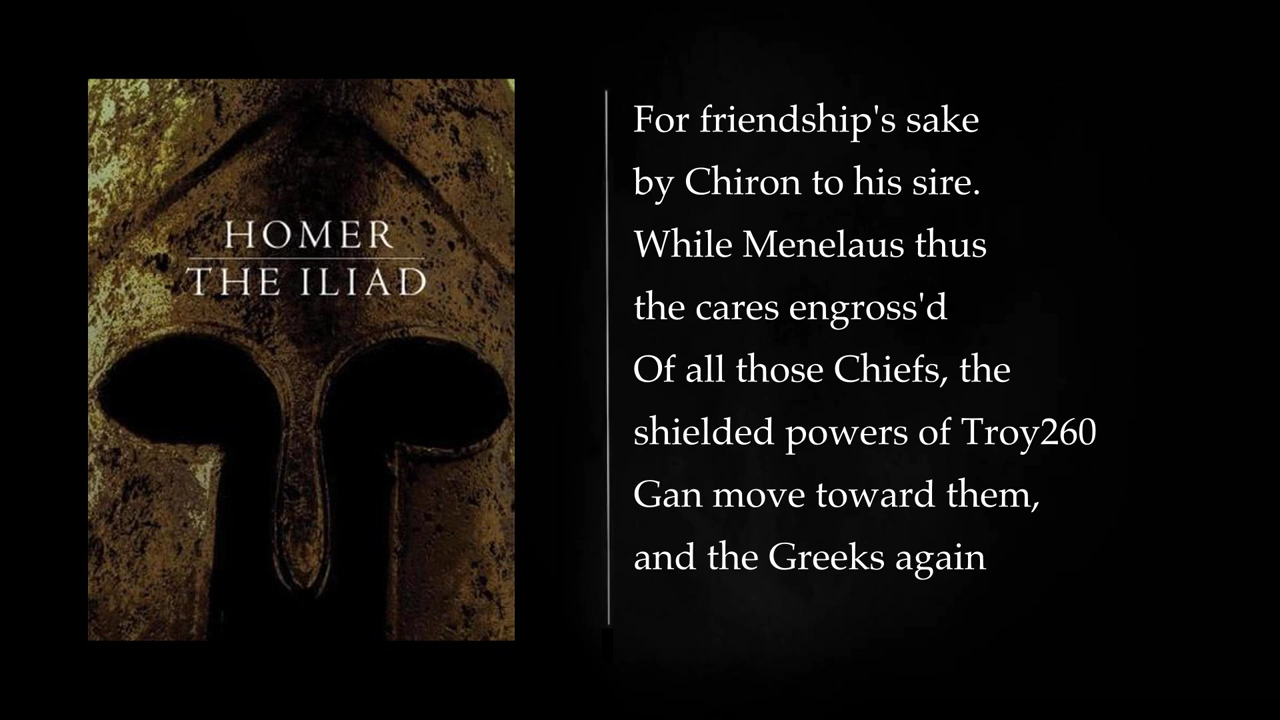 HOMER
THE ILIAD
For friendship's sake
by Chiron to his sire.
While Menelaus thus
the cares engross'd
Of all those Chiefs, the
shielded powers of Troy260
Gan move toward them,
and the Greeks again